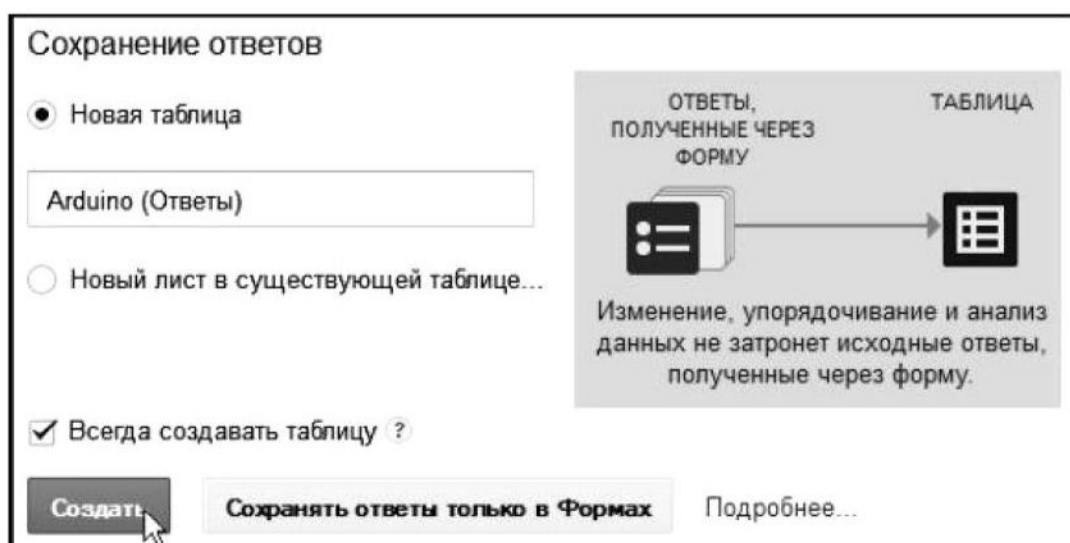 Сохранение ответов
Новая таблица
Arduino (Ответы)
Новый лист в существующей таблице...
ОТВЕТЫ,
ПОЛУЧЕННЫЕ ЧЕРЕЗ
ФОРМУ
ТАБЛИЦА
Изменение, упорядочивание и анализ
данных не затронет исходные ответы,
полученные через форму.
Всегда создавать таблицу ?
Создать
Сохранять ответы только в Формах
Подробнее...